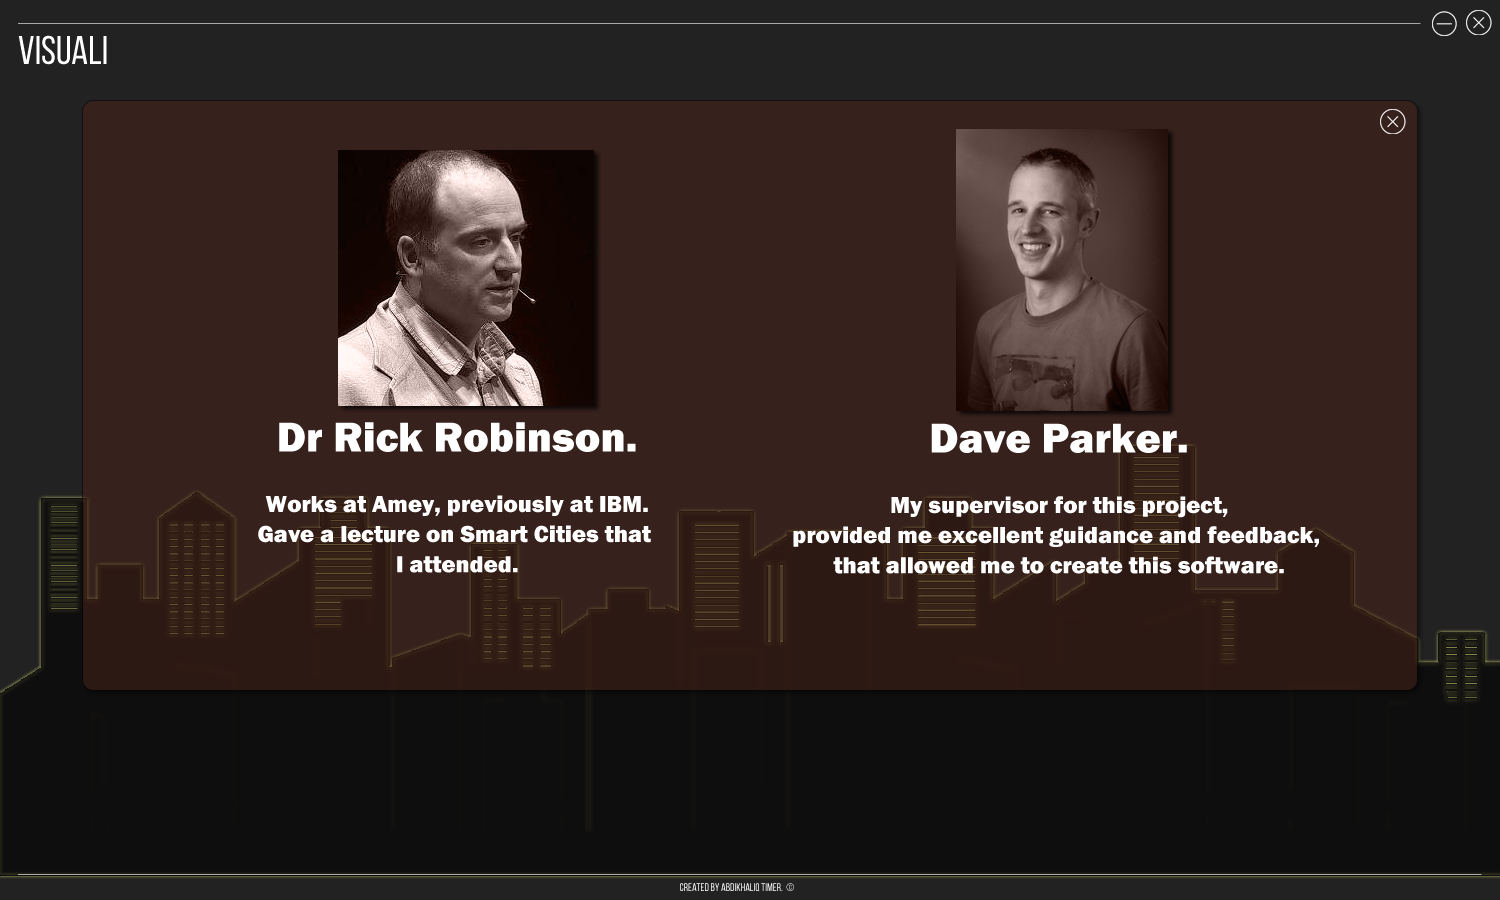 VISUALI
Dr Rick Robinson.
Works at Amey, previously at IBM.
Gave a lecture on Smart Cities that
I attended.
Dave Parker.
My supervisor for this project,
provided me excellent guidance and feedback,
that allowed me to create this software.
CREATED BY ABDIKHALIQ TIMER. ©